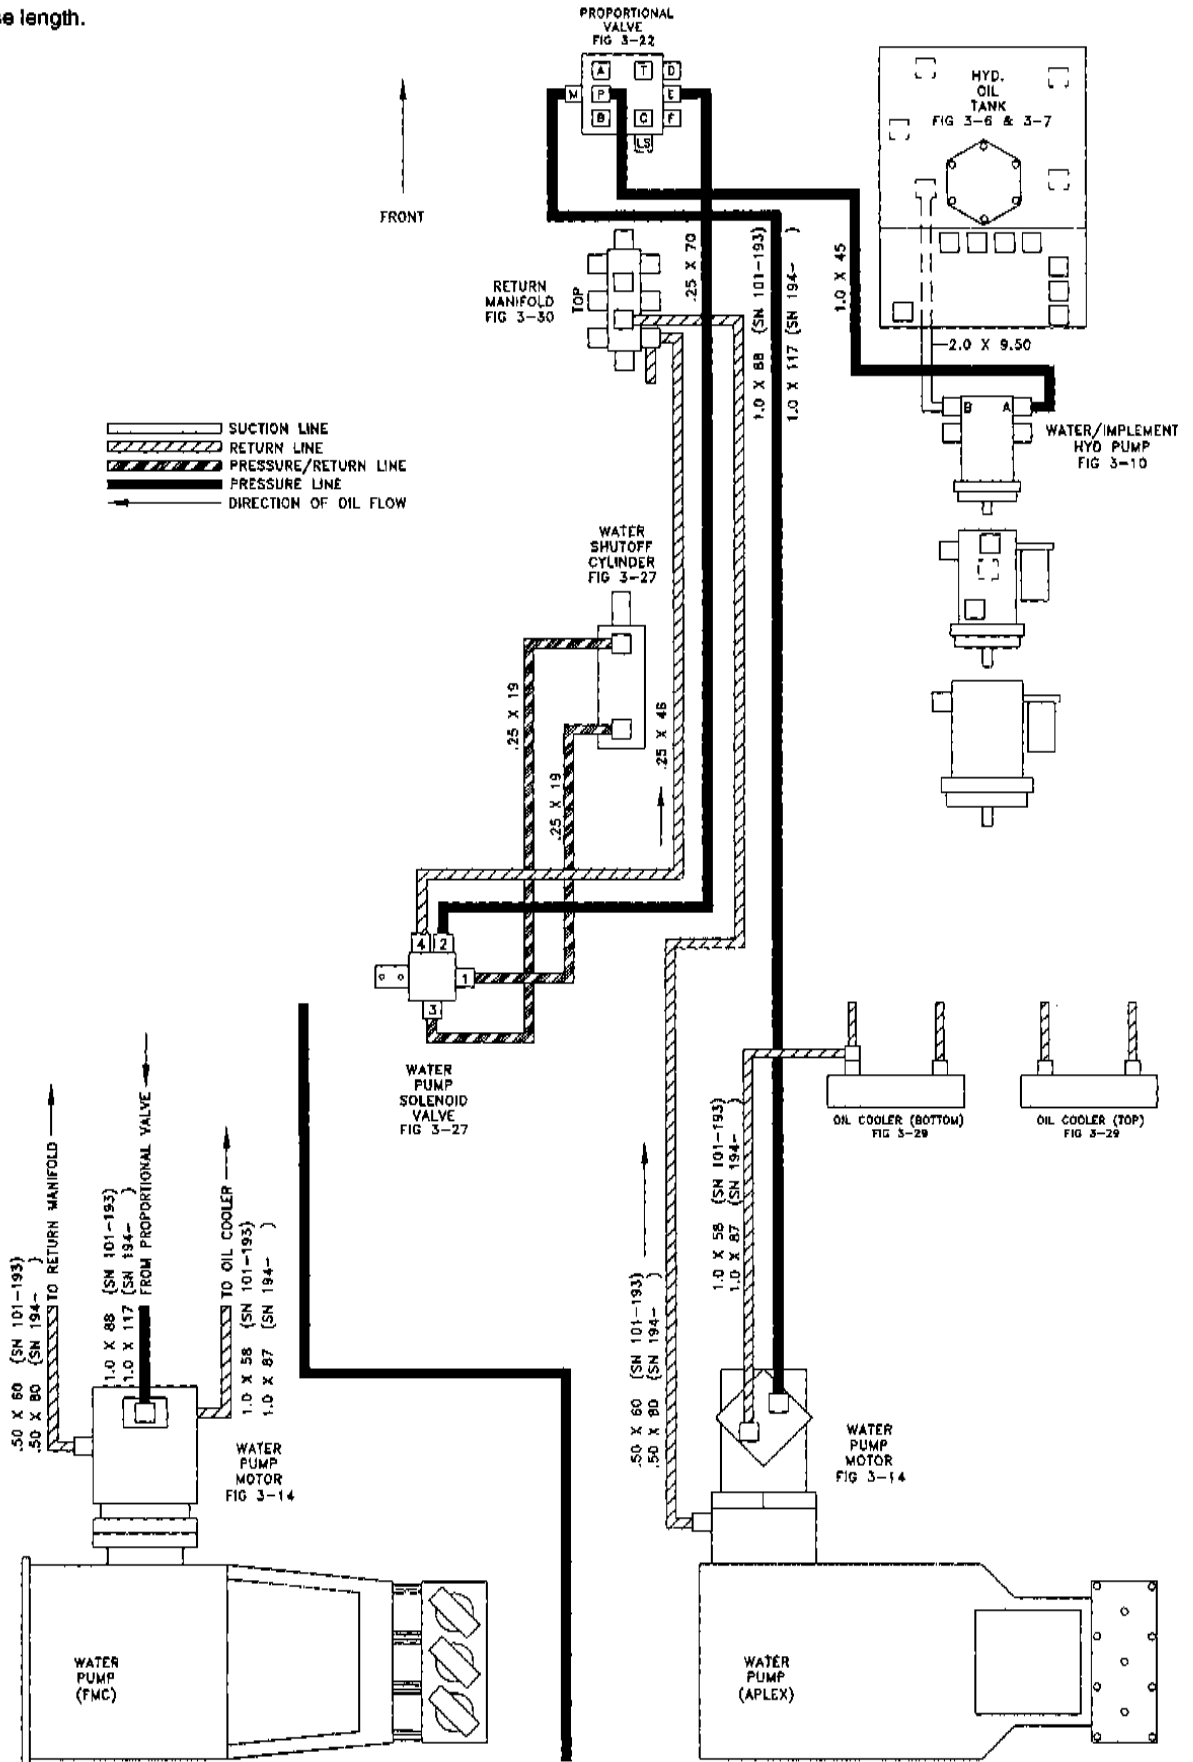 se length.
PROPORTIONAL
VALVE
FIG 3-22
A
T
D
M
P
E
B
C
F
LS
HYD.
OIL
TANK
FIG 3-6 & 3-7
FRONT
RETURN
MANIFOLD
FIG 3-30
TOP
.25 X 70
1.0 X 88 (SN 101-193)
1.0 X 117 (SN 194- )
1.0 X 45
2.0 X 9.50
B
A
WATER/IMPLEMENT
HYD PUMP
FIG 3-10
SUCTION LINE
RETURN LINE
PRESSURE/RETURN LINE
PRESSURE LINE
DIRECTION OF OIL FLOW
WATER
SHUTOFF
CYLINDER
FIG 3-27
.25 X 19
.25 X 19
.25 X 46
4
2
1
3
WATER
PUMP
SOLENOID
VALVE
FIG 3-27
OIL COOLER (BOTTOM)
FIG 3-29
OIL COOLER (TOP)
FIG 3-29
.50 X 60 (SN 101-193)
.50 X 80 (SN 194- )
TO RETURN MANIFOLD
1.0 X 88 (SN 101-193)
1.0 X 117 (SN 194- )
FROM PROPORTIONAL VALVE
TO OIL COOLER
1.0 X 58 (SN 101-193)
1.0 X 87 (SN 194- )
WATER
PUMP
MOTOR
FIG 3-14
.50 X 60 (SN 101-193)
.50 X 80 (SN 194- )
1.0 X 58 (SN 101-193)
1.0 X 87 (SN 194- )
WATER
PUMP
MOTOR
FIG 3-14
WATER
PUMP
(FMC)
WATER
PUMP
(APLEX)